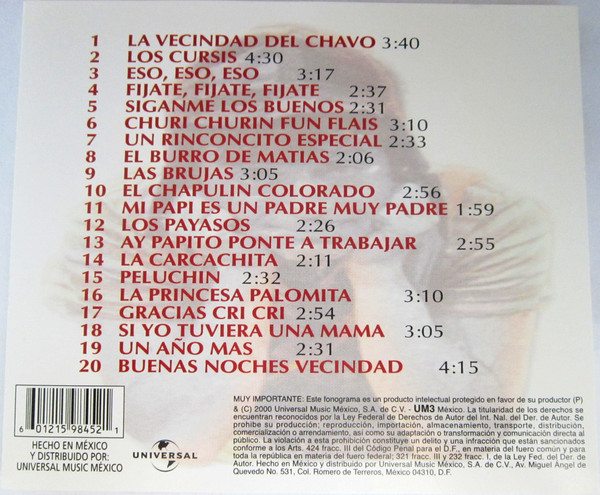 1 LA VECINDAD DEL CHAVO 3:40
2 LOS CURSIS 4:30
3 ESO, ESO, ESO 3:17
4 FIJATE, FIJATE, FIJATE 2:37
5 SIGANME LOS BUENOS 2:31
6 CHURI CHURIN FUN FLAIS 3:10
7 UN RINCONCITO ESPECIAL 2:33
8 EL BURRO DE MATIAS 2:06
9 LAS BRUJAS 3:05
10 EL CHAPULIN COLORADO 2:56
11 MI PAPI ES UN PADRE MUY PADRE 1:59
12 LOS PAYASOS 2:26
13 AY PAPITO PONTE A TRABAJAR 2:55
14 LA CARCACHITA 2:11
15 PELUCHIN 2:32
16 LA PRINCESA PALOMITA 3:10
17 GRACIAS CRI CRI 2:54
18 SI YO TUVIERA UNA MAMA 3:05
19 UN AÑO MAS 2:31
20 BUENAS NOCHES VECINDAD 4:15
6 01215 98452 1
HECHO EN MÉXICO
Y DISTRIBUIDO POR:
UNIVERSAL MUSIC MÉXICO
UNIVERSAL
MUY IMPORTANTE: Este fonograma es un producto intelectual protegido en favor de su productor (P)
& (C) 2000 Universal Music México, S.A. de C.V. - UM3 México. La titularidad de los derechos se
encuentran reconocidos por la Ley Federal de Derechos de Autor del Int. Nal. del Der. de Autor. Se
prohibe su producción; reproducción, importación, almacenamiento, transporte, distribución,
comercialización o arrendamiento, así como su adaptación o transformación y comunicación directa al
público. La violación a esta prohibición constituye un delito y una infracción que están sancionados
conforme a los Arts. 424 fracc. III del Código Penal para el D.F., en materia del fuero común y para
toda la república en materia del fuero federal; 321 fracc. III y 232 fracc. I, de la Ley Fed. del Der. de
Autor. Hecho en México y distribuido por Universal Music México, S.A. de C.V., Av. Miguel Ángel de
Quevedo No. 531, Col. Romero de Terreros, México 04310, D.F.